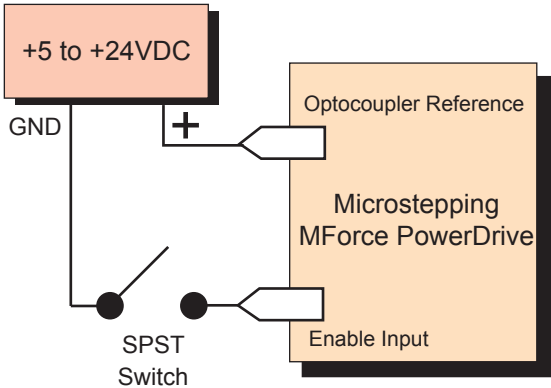 +5 to +24VDC
GND
+
Optocoupler Reference
Microstepping
MForce PowerDrive
Enable Input
SPST
Switch